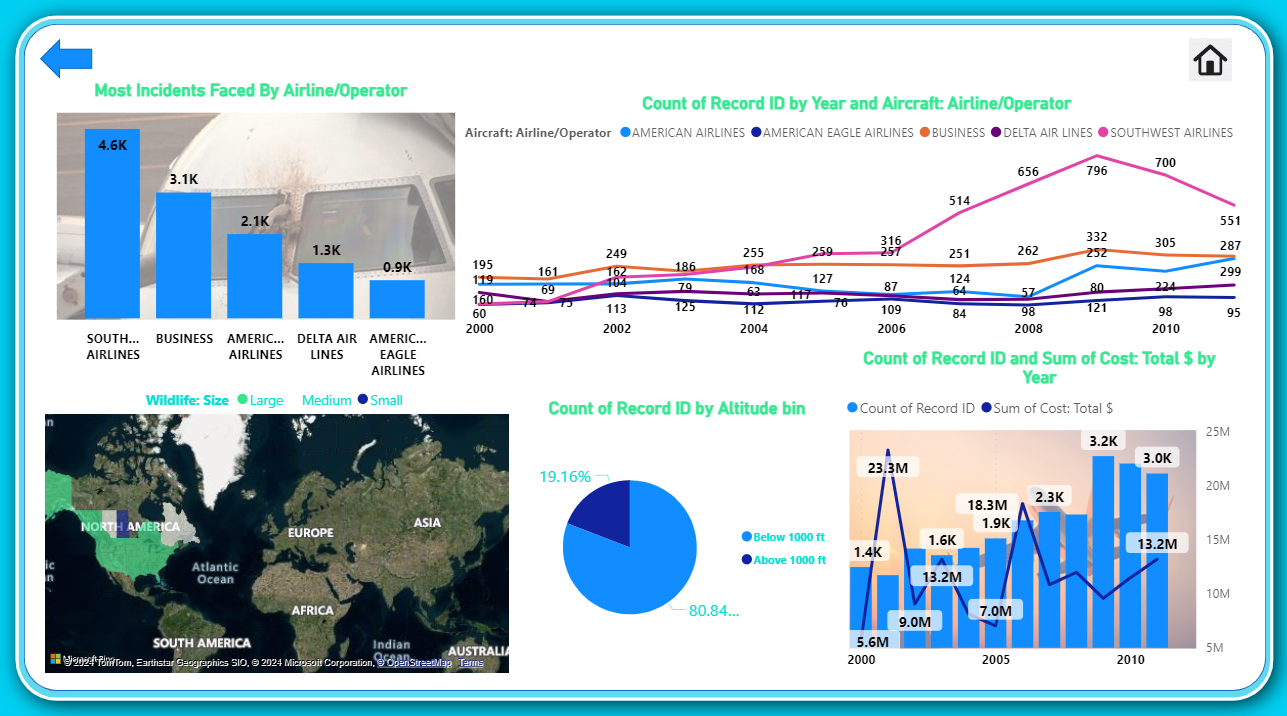 Most Incidents Faced By Airline/Operator
4.6K
3.1K
2.1K
1.3K
0.9K
SOUTH... AIRLINES
BUSINESS
AMERIC... AIRLINES
DELTA AIR LINES
AMERIC... EAGLE AIRLINES
Count of Record ID by Year and Aircraft: Airline/Operator
Aircraft: Airline/Operator AMERICAN AIRLINES AMERICAN EAGLE AIRLINES BUSINESS DELTA AIR LINES SOUTHWEST AIRLINES
796
700
656
551
514
332
316
305
287
262
259
257
255
252
251
249
195
186
168
162
161
119
299
224
127
124
104
87
80
79
69
64
63
57
160
74
75
117
76
60
113
125
112
109
84
98
121
98
95
2000 2002 2004 2006 2008 2010
Wildlife: Size Large Medium Small
NORTH AMERICA
EUROPE
ASIA
Atlantic
Ocean
AFRICA
SOUTH AMERICA
Indian
Ocean
AUSTRALIA
© 2024 TomTom, Earthstar Geographics SIO, © 2024 Microsoft Corporation, © OpenStreetMap Terms
Count of Record ID by Altitude bin
19.16%
80.84...
Below 1000 ft
Above 1000 ft
Count of Record ID and Sum of Cost: Total $ by
Year
Count of Record ID Sum of Cost: Total $
25M
20M
15M
10M
5M
3.2K
3.0K
23.3M
18.3M
2.3K
1.9K
1.6K
1.4K
13.2M
13.2M
9.0M
7.0M
5.6M
2000 2005 2010